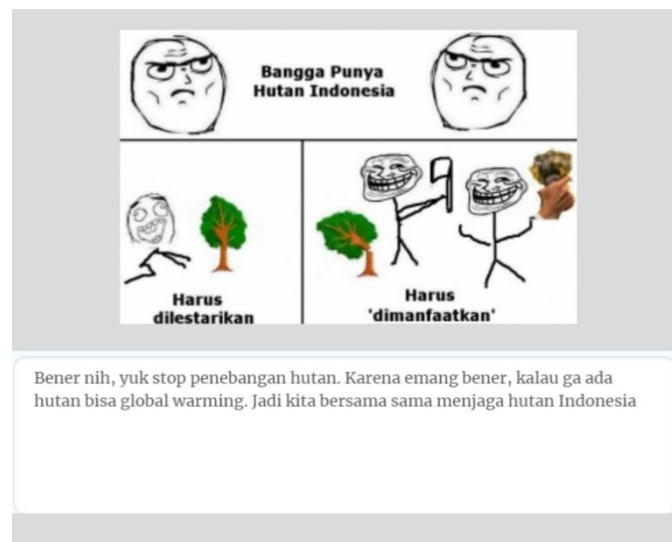 Bangga Punya
Hutan Indonesia
Harus
dilestarikan
Harus
'dimanfaatkan'
Bener nih, yuk stop penebangan hutan. Karena emang bener, kalau ga ada
hutan bisa global warming. Jadi kita bersama sama menjaga hutan Indonesia